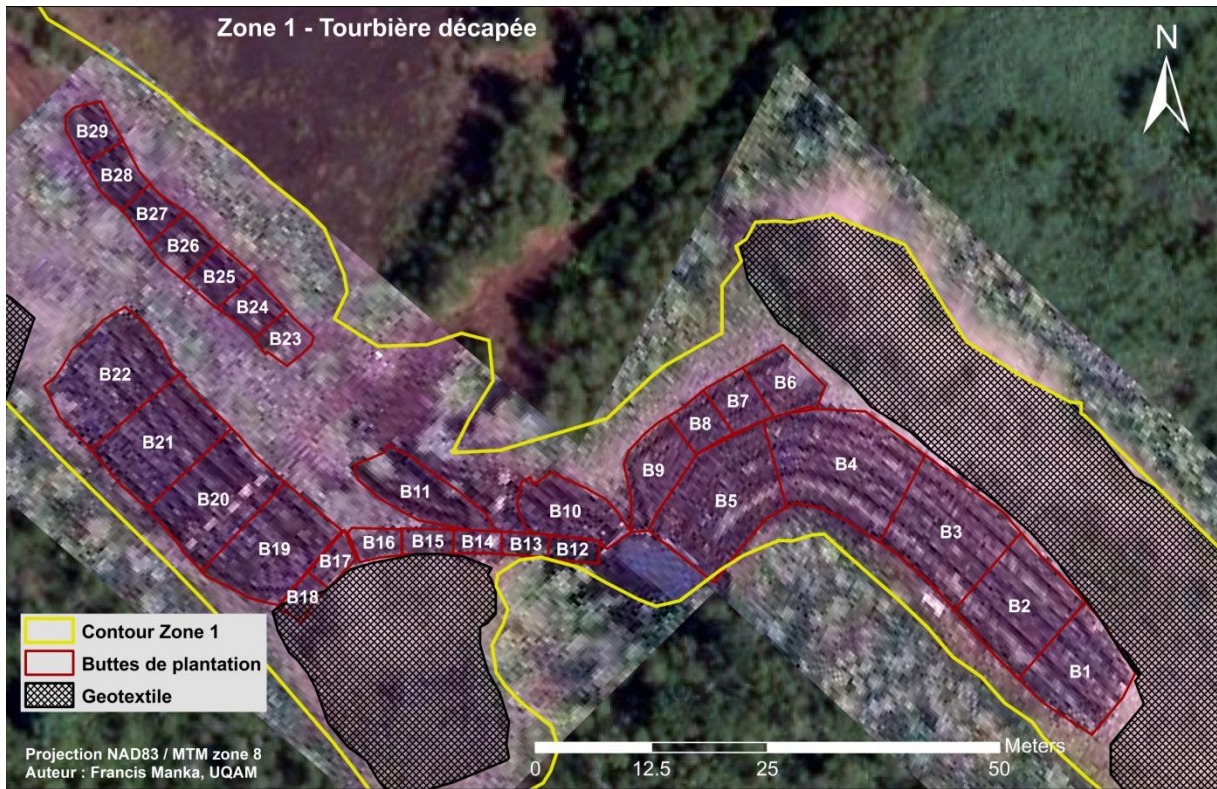 Zone 1 - Tourbière décapée
N
B29
B28
B27
B26
B25
B24
B23
B22
B21
B20
B19
B18
B17
B16
B15
B14
B13
B12
B11
B10
B9
B8
B7
B6
B5
B4
B3
B2
B1
Contour Zone 1
Buttes de plantation
Geotextile
Projection NAD83 / MTM zone 8
Auteur : Francis Manka, UQAM
Meters
0 12.5 25 50